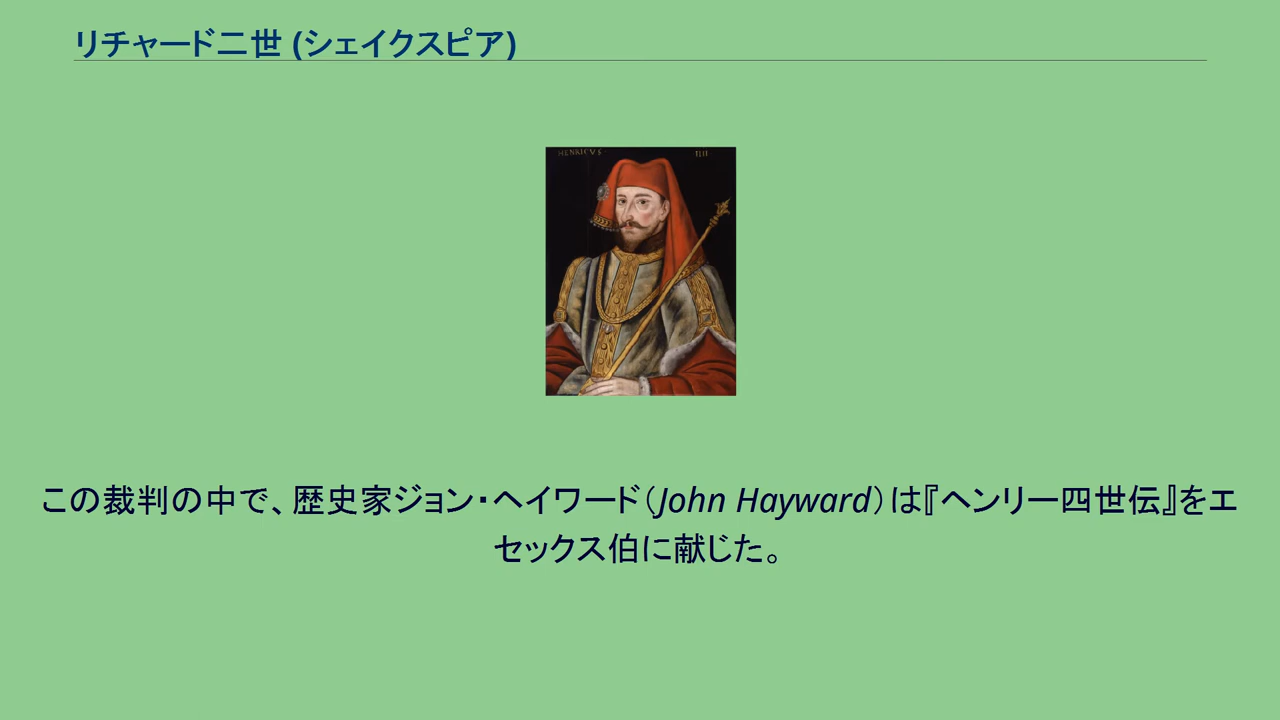 リチャード二世 (シェイクスピア)
HENRICVS IIII
この裁判の中で、歴史家ジョン・ヘイワード（John Hayward）は『ヘンリー四世伝』をエ
セックス伯に献じた。